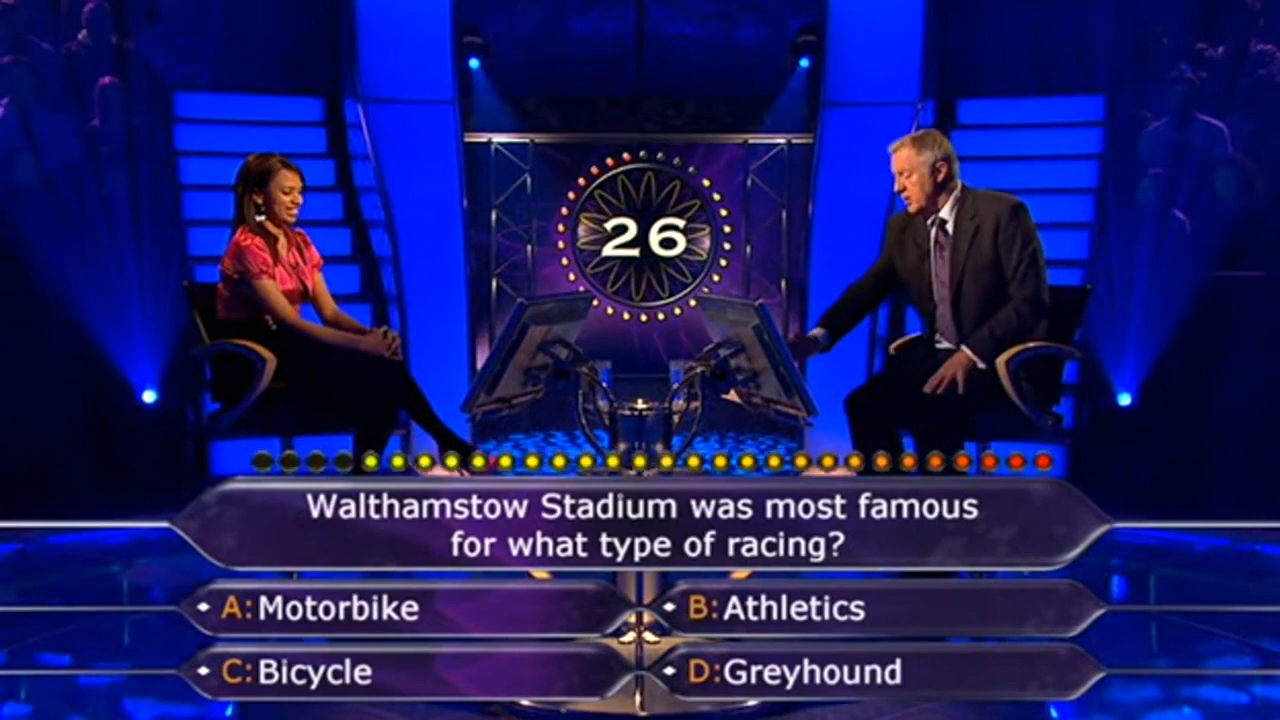 26
Walthamstow Stadium was most famous
for what type of racing?
A: Motorbike
B: Athletics
C: Bicycle
D: Greyhound